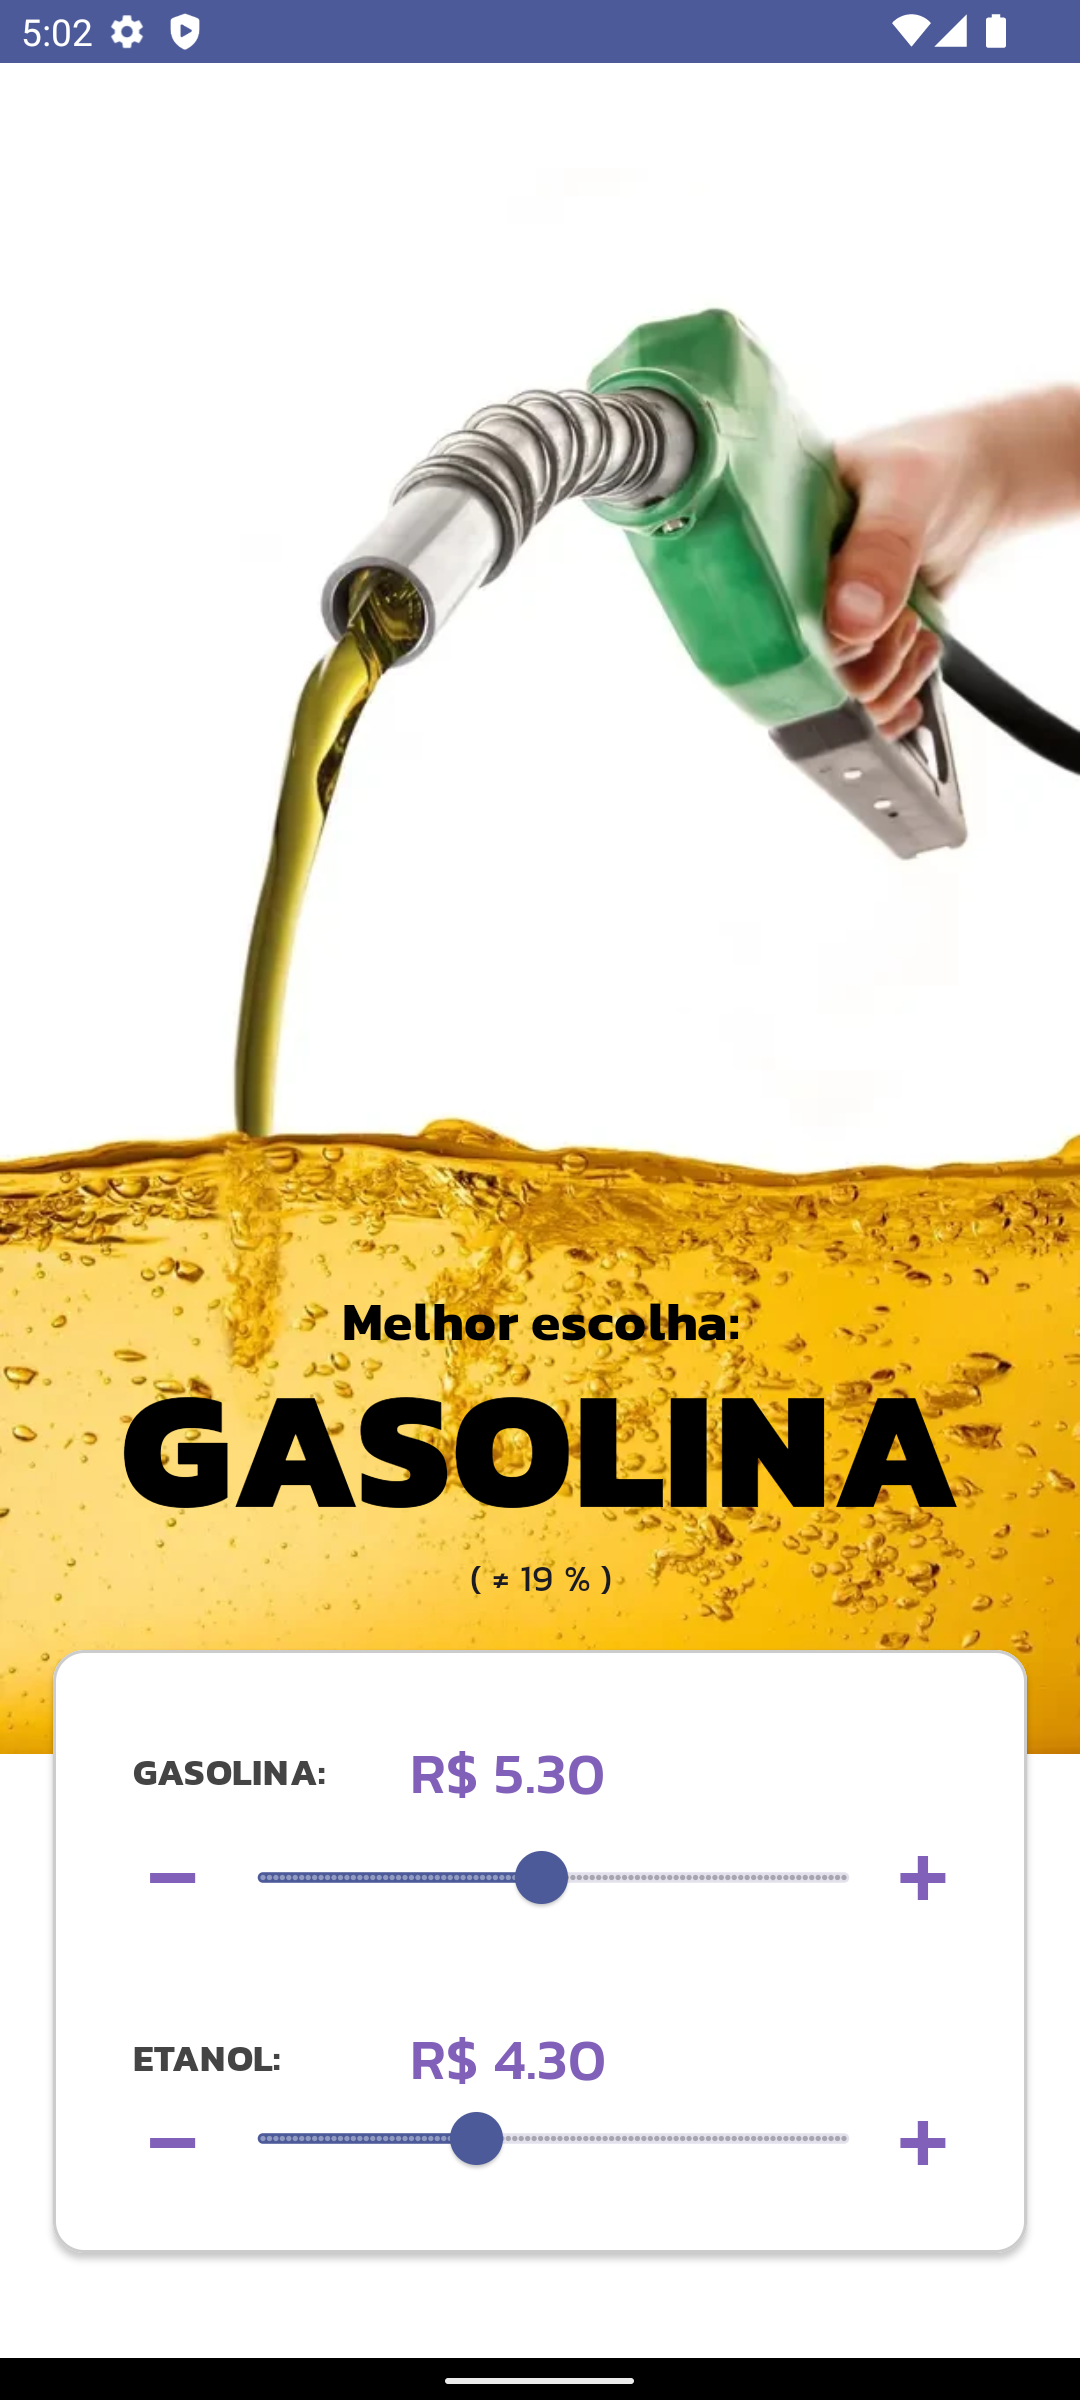 5:02
Melhor escolha:
GASOLINA
( ≠ 19 % )
GASOLINA: R$ 5.30
− +
ETANOL: R$ 4.30
− +